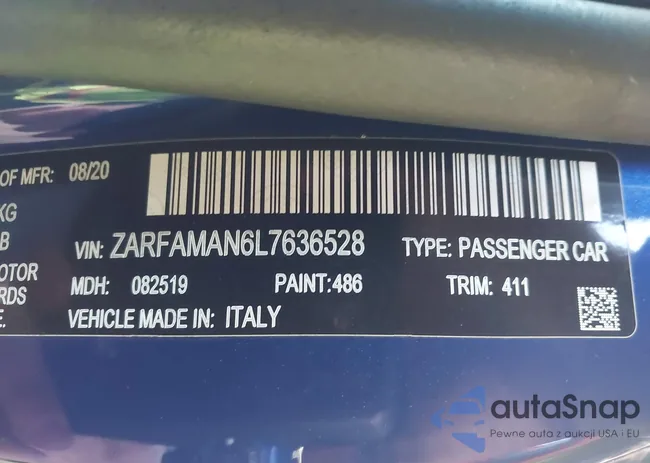 OF MFR: 08/20
KG
B
VIN: ZARFAMAN6L7636528 TYPE: PASSENGER CAR
MOTOR MDH: 082519 PAINT:486 TRIM: 411
RDS
E. VEHICLE MADE IN: ITALY
autaSnap
Pewne auta z aukcji USA i EU